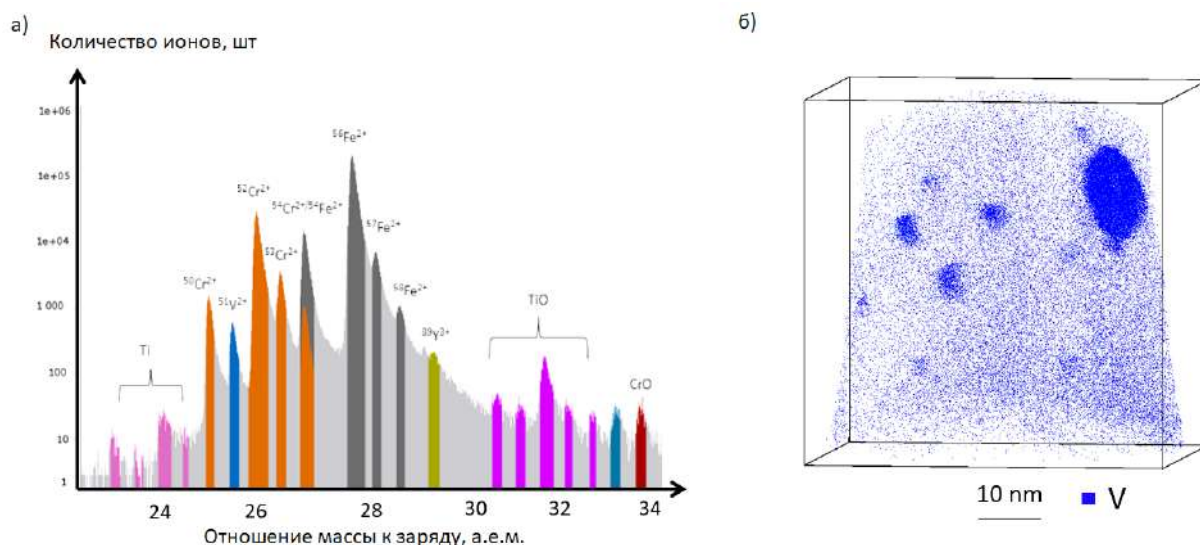 а)
Количество ионов, шт
1e+06
1e+05
1e+04
1 000
100
10
1
Ti
50Cr2+
51V2+
52Cr2+
53Cr2+
54Cr2+/54Fe2+
56Fe2+
57Fe2+
58Fe2+
89Y3+
TiO
CrO
24 26 28 30 32 34
Отношение массы к заряду, а.е.м.
б)
10 nm
V